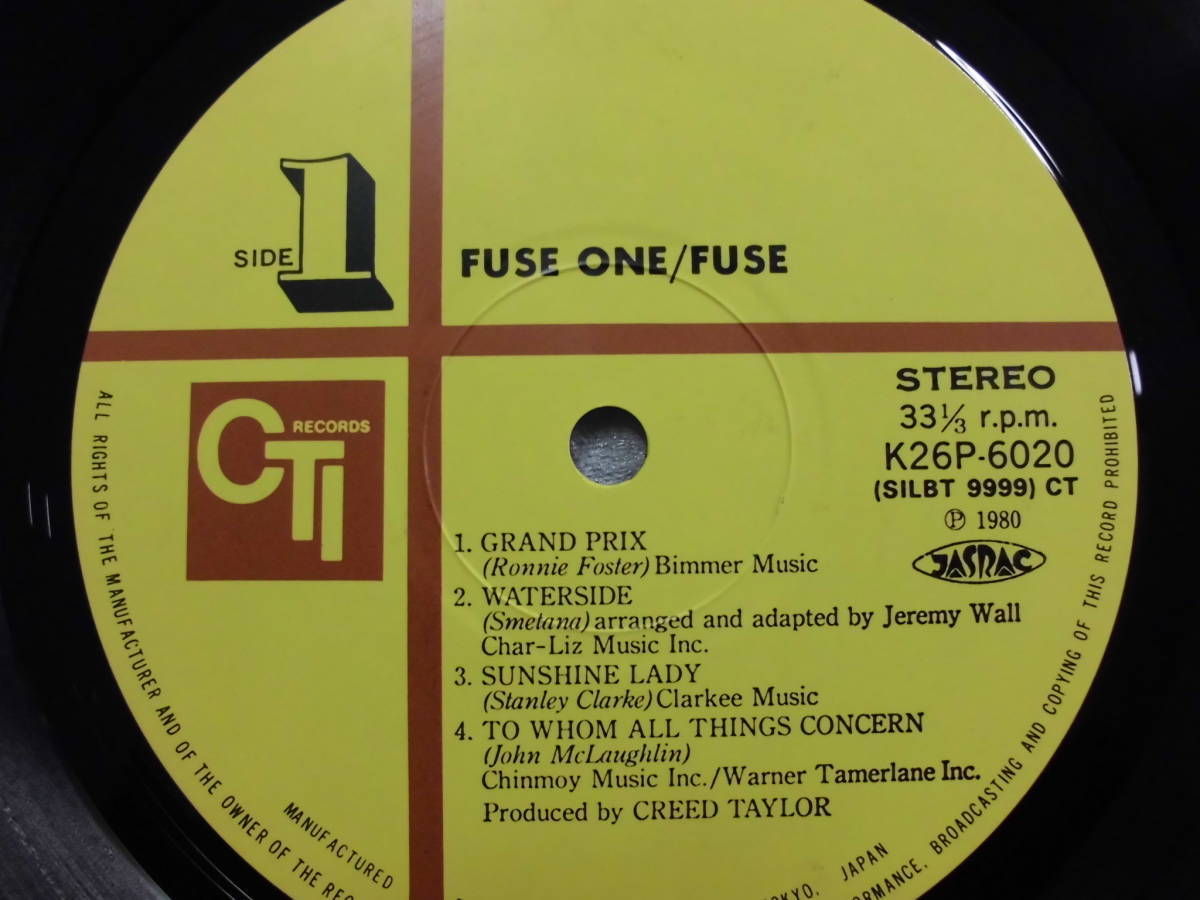 SIDE 1
FUSE ONE/FUSE
CTI RECORDS
STEREO
33⅓ r.p.m.
K26P-6020
(SILBT 9999) CT
Ⓟ 1980
JASRAC
1. GRAND PRIX
(Ronnie Foster) Bimmer Music
2. WATERSIDE
(Smetana) arranged and adapted by Jeremy Wall
Char-Liz Music Inc.
3. SUNSHINE LADY
(Stanley Clarke) Clarkee Music
4. TO WHOM ALL THINGS CONCERN
(John McLaughlin)
Chinmoy Music Inc./Warner Tamerlane Inc.
Produced by CREED TAYLOR
MANUFACTURED
JAPAN
ALL RIGHTS OF THE MANUFACTURER AND OF THE OWNER OF THE
BROADCASTING AND COPYING OF THIS RECORD PROHIBITED